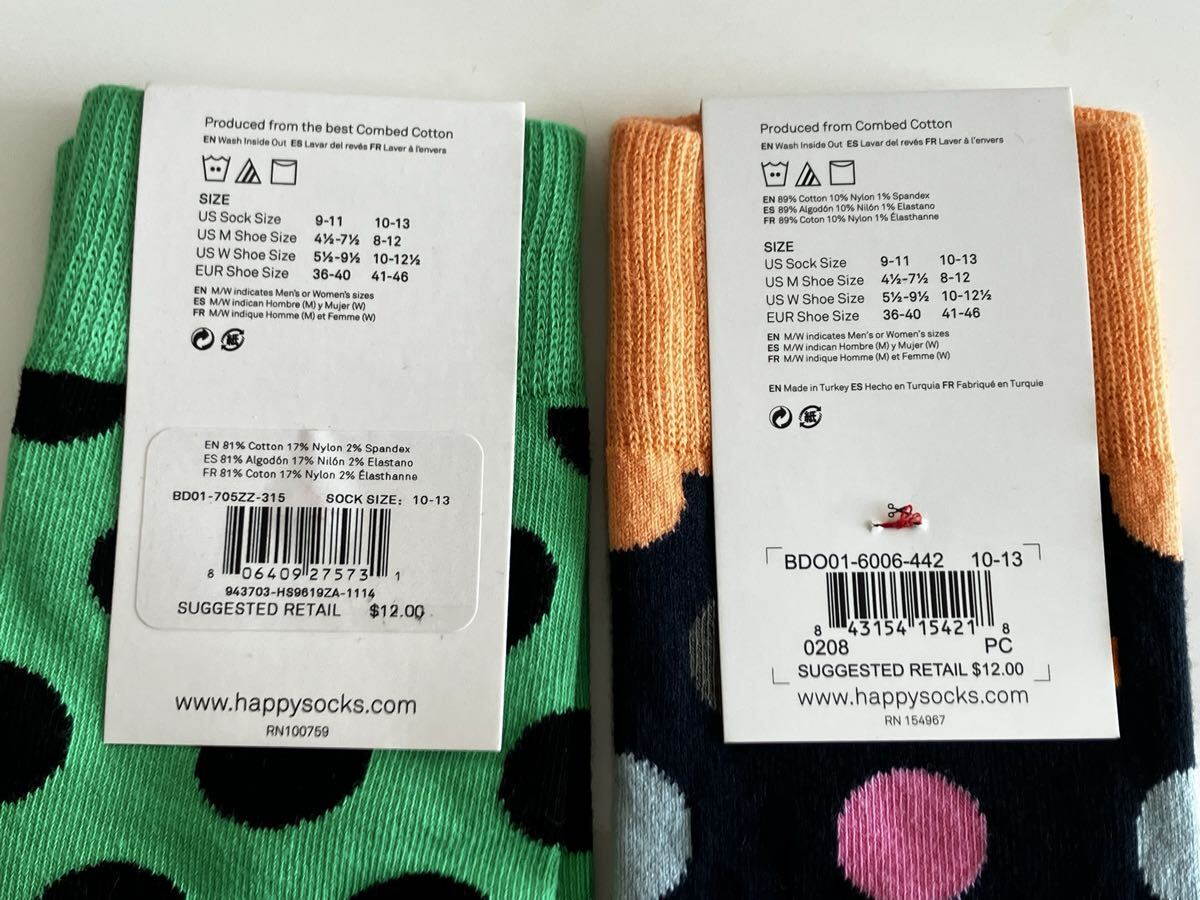 Produced from the best Combed Cotton
EN Wash Inside Out ES Lavar del revés FR Laver à l'envers
SIZE
US Sock Size 9-11 10-13
US M Shoe Size 4½-7½ 8-12
US W Shoe Size 5½-9½ 10-12½
EUR Shoe Size 36-40 41-46
EN M/W indicates Men's or Women's sizes
ES M/W indican Hombre (M) y Mujer (W)
FR M/W indique Homme (M) et Femme (W)
紙
EN 81% Cotton 17% Nylon 2% Spandex
ES 81% Algodón 17% Nilón 2% Elastano
FR 81% Coton 17% Nylon 2% Élasthanne
BD01-705ZZ-315 SOCK SIZE: 10-13
8 06409 27573 1
943703-HS9619ZA-1114
SUGGESTED RETAIL $12.00
www.happysocks.com
RN100759
Produced from Combed Cotton
EN Wash Inside Out ES Lavar del revés FR Laver à l'envers
EN 89% Cotton 10% Nylon 1% Spandex
ES 89% Algodón 10% Nilón 1% Elastano
FR 89% Coton 10% Nylon 1% Élasthanne
SIZE
US Sock Size 9-11 10-13
US M Shoe Size 4½-7½ 8-12
US W Shoe Size 5½-9½ 10-12½
EUR Shoe Size 36-40 41-46
EN M/W indicates Men's or Women's sizes
ES M/W indican Hombre (M) y Mujer (W)
FR M/W indique Homme (M) et Femme (W)
EN Made in Turkey ES Hecho en Turquia FR Fabriqué en Turquie
紙
BDO01-6006-442 10-13
8 43154 15421 8
0208 PC
SUGGESTED RETAIL $12.00
www.happysocks.com
RN 154967